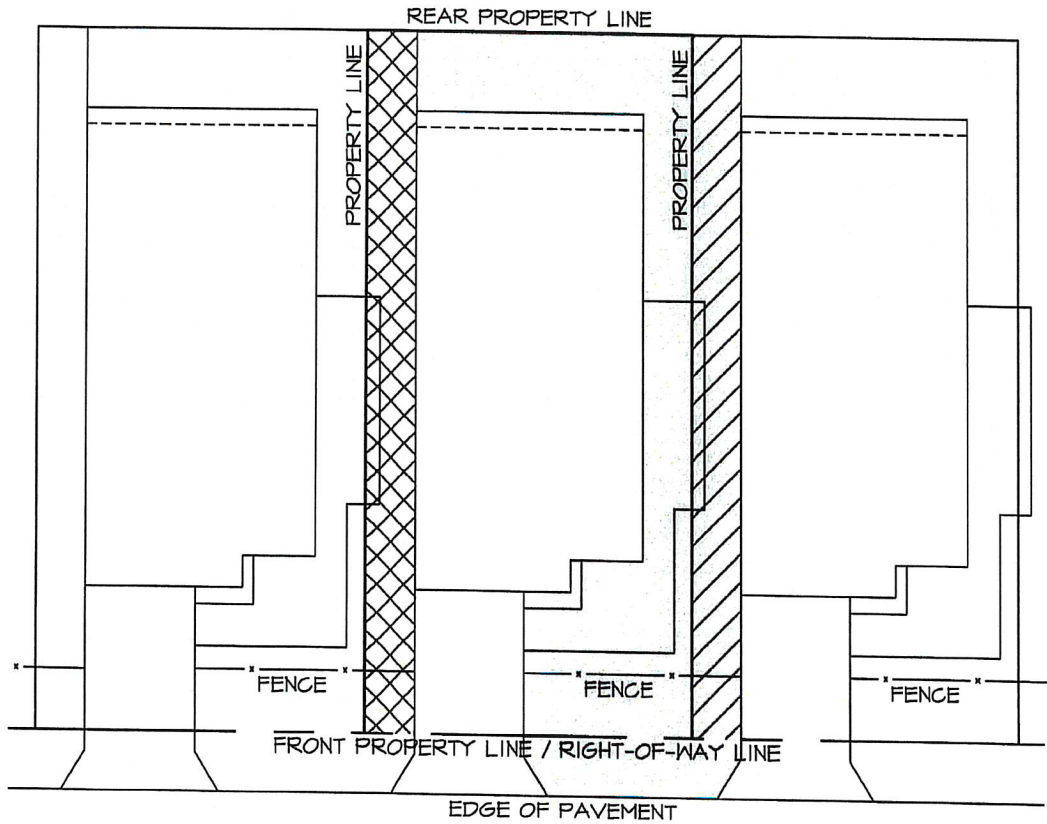 REAR PROPERTY LINE
PROPERTY LINE
PROPERTY LINE
FENCE
FENCE
FENCE
FRONT PROPERTY LINE / RIGHT-OF-WAY LINE
EDGE OF PAVEMENT